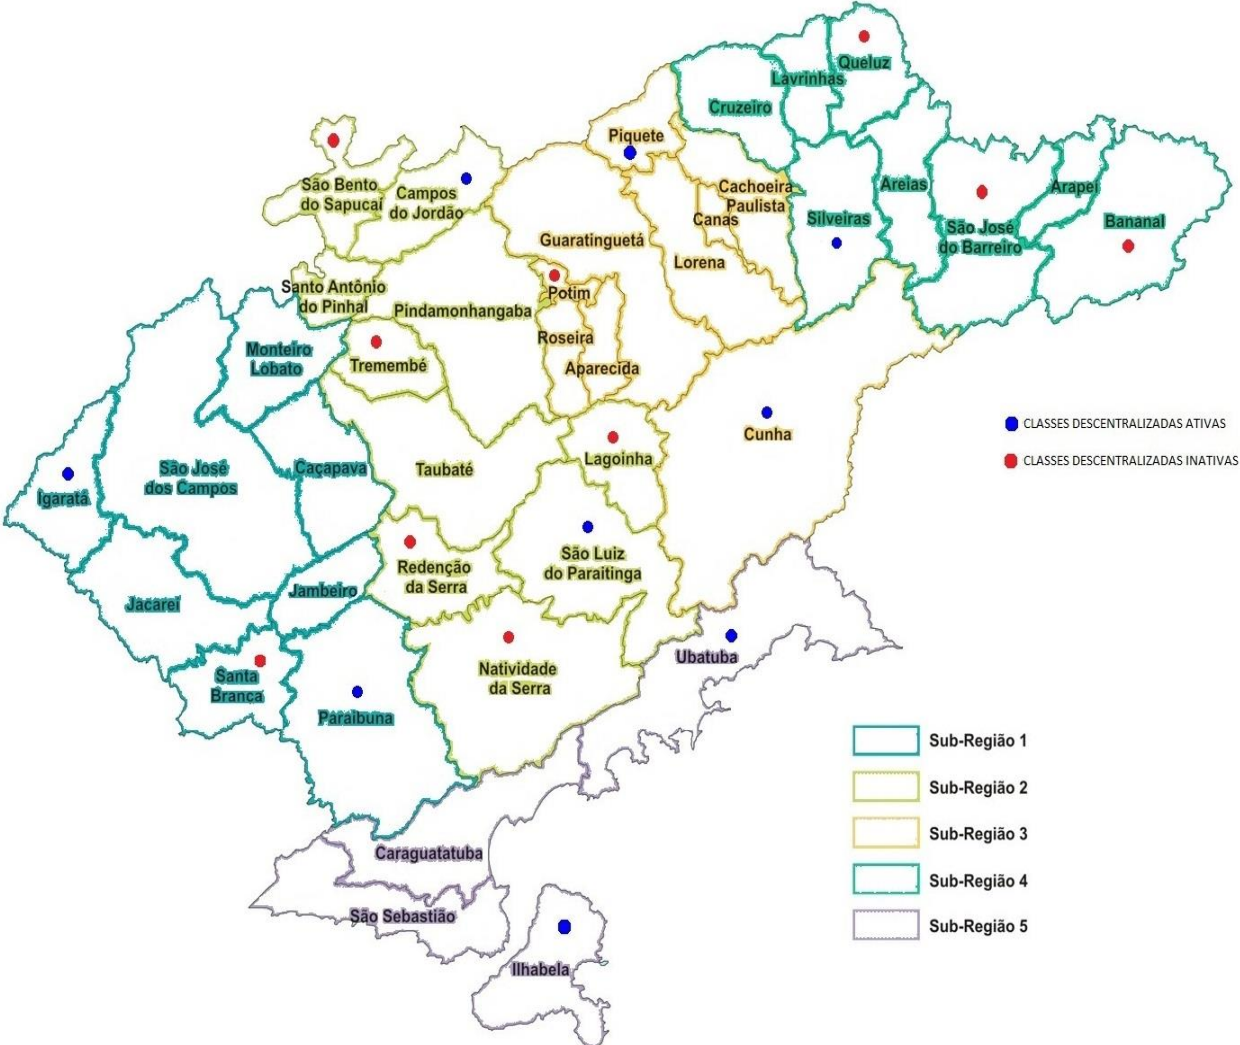 Queluz
Lavrinhas
Cruzeiro
Piquete
São Bento
do Sapucaí
Campos
do Jordão
Cachoeira
Paulista
Canas
Silveiras
Areias
Arapeí
São José
do Barreiro
Bananal
Guaratinguetá
Lorena
Santo Antônio
do Pinhal
Pindamonhangaba
Potim
Roseira
Aparecida
Monteiro
Lobato
Tremembé
Cunha
CLASSES DESCENTRALIZADAS ATIVAS
CLASSES DESCENTRALIZADAS INATIVAS
Igaratá
São José
dos Campos
Caçapava
Taubaté
Lagoinha
São Luiz
do Paraitinga
Redenção
da Serra
Jambeiro
Jacareí
Santa
Branca
Paraibuna
Natividade
da Serra
Ubatuba
Sub-Região 1
Sub-Região 2
Sub-Região 3
Sub-Região 4
Sub-Região 5
Caraguatatuba
São Sebastião
Ilhabela